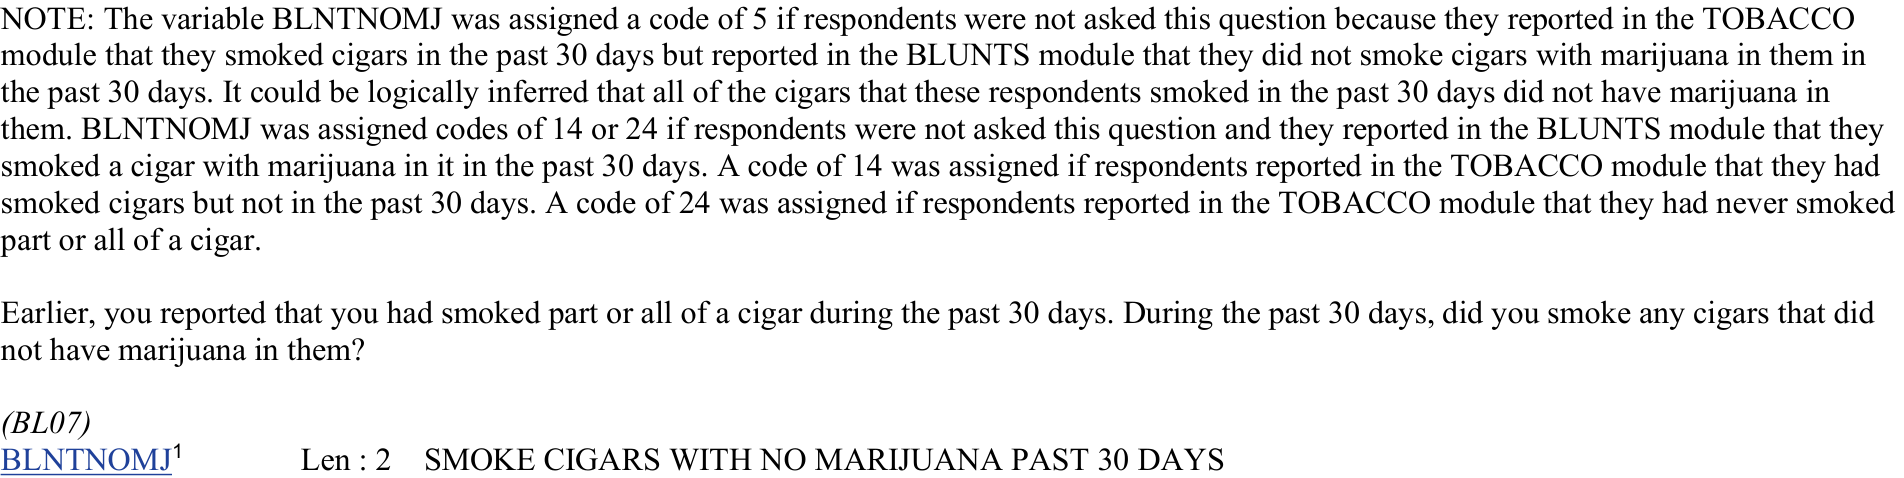 NOTE: The variable BLNTNOMJ was assigned a code of 5 if respondents were not asked this question because they reported in the TOBACCO
module that they smoked cigars in the past 30 days but reported in the BLUNTS module that they did not smoke cigars with marijuana in them in
the past 30 days. It could be logically inferred that all of the cigars that these respondents smoked in the past 30 days did not have marijuana in
them. BLNTNOMJ was assigned codes of 14 or 24 if respondents were not asked this question and they reported in the BLUNTS module that they
smoked a cigar with marijuana in it in the past 30 days. A code of 14 was assigned if respondents reported in the TOBACCO module that they had
smoked cigars but not in the past 30 days. A code of 24 was assigned if respondents reported in the TOBACCO module that they had never smoked
part or all of a cigar.
Earlier, you reported that you had smoked part or all of a cigar during the past 30 days. During the past 30 days, did you smoke any cigars that did
not have marijuana in them?
(BL07)
BLNTNOMJ¹ Len : 2 SMOKE CIGARS WITH NO MARIJUANA PAST 30 DAYS